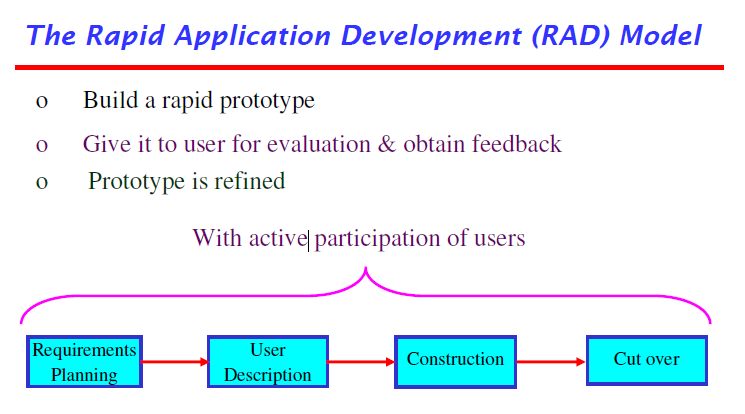 The Rapid Application Development (RAD) Model
o Build a rapid prototype
o Give it to user for evaluation & obtain feedback
o Prototype is refined
With active participation of users
Requirements
Planning
User
Description
Construction
Cut over